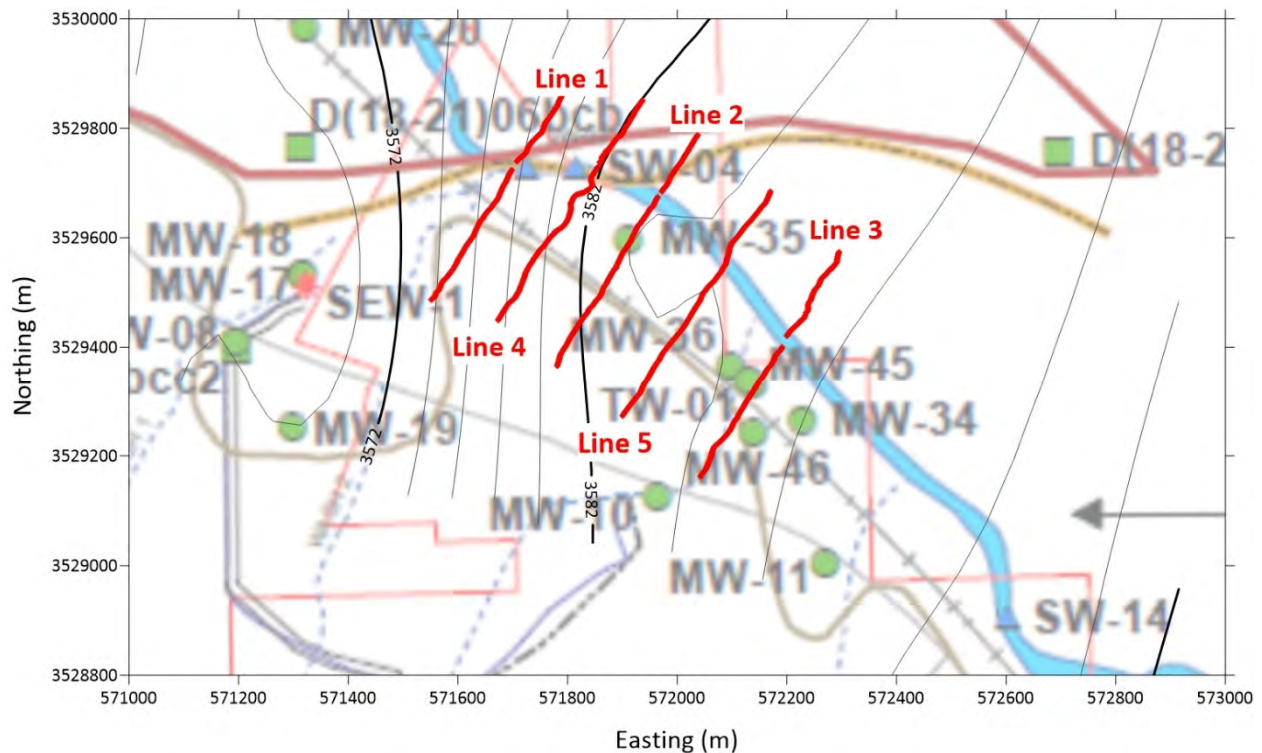 3530000
3529800
3529600
3529400
3529200
3529000
3528800
Northing (m)
571000
571200
571400
571600
571800
572000
572200
572400
572600
572800
573000
Easting (m)
MW-20
Line 1
D(18-21)06bcb
3572
Line 2
SW-04
D(18-2
3582
MW-18
MW-35
Line 3
MW-17
SEW-1
W-08
Line 4
MW-36
MW-45
bcc2
TW-01
MW-34
MW-19
3572
Line 5
MW-46
MW-10
3582
MW-11
SW-14